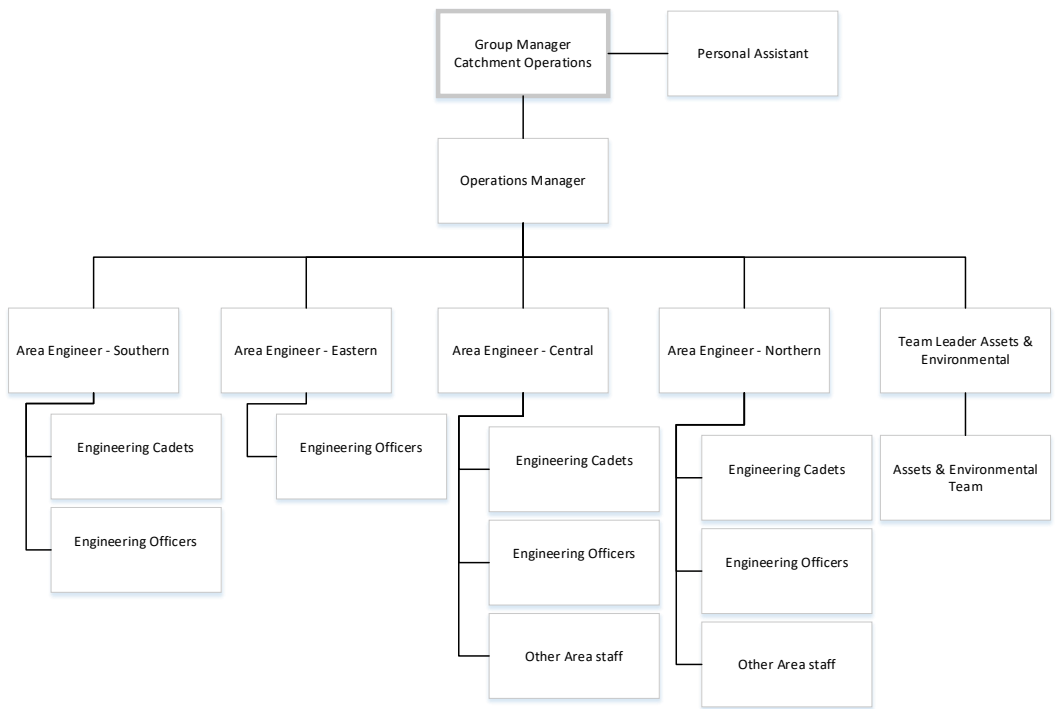 Group Manager
Catchment Operations
Personal Assistant
Operations Manager
Area Engineer - Southern
Area Engineer - Eastern
Area Engineer - Central
Area Engineer - Northern
Team Leader Assets &
Environmental
Engineering Cadets
Engineering Officers
Engineering Officers
Engineering Cadets
Engineering Officers
Other Area staff
Engineering Cadets
Engineering Officers
Other Area staff
Assets & Environmental
Team